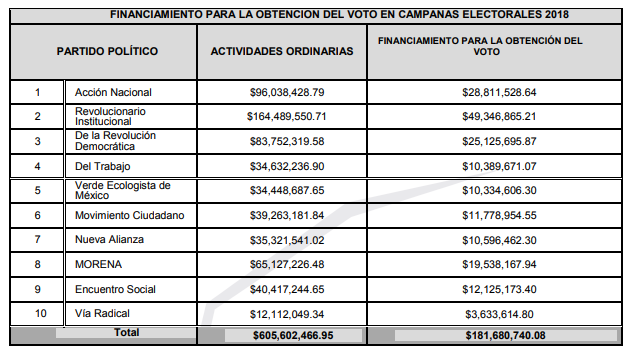 FINANCIAMIENTO PARA LA OBTENCION DEL VOTO EN CAMPAÑAS ELECTORALES 2018
PARTIDO POLÍTICO ACTIVIDADES ORDINARIAS FINANCIAMIENTO PARA LA OBTENCIÓN DEL
VOTO
1 Acción Nacional $96,038,428.79 $28,811,528.64
2 Revolucionario
Institucional $164,489,550.71 $49,346,865.21
3 De la Revolución
Democrática $83,752,319.58 $25,125,695.87
4 Del Trabajo $34,632,236.90 $10,389,671.07
5 Verde Ecologista de
México $34,448,687.65 $10,334,606.30
6 Movimiento Ciudadano $39,263,181.84 $11,778,954.55
7 Nueva Alianza $35,321,541.02 $10,596,462.30
8 MORENA $65,127,226.48 $19,538,167.94
9 Encuentro Social $40,417,244.65 $12,125,173.40
10 Vía Radical $12,112,049.34 $3,633,614.80
Total $605,602,466.95 $181,680,740.08